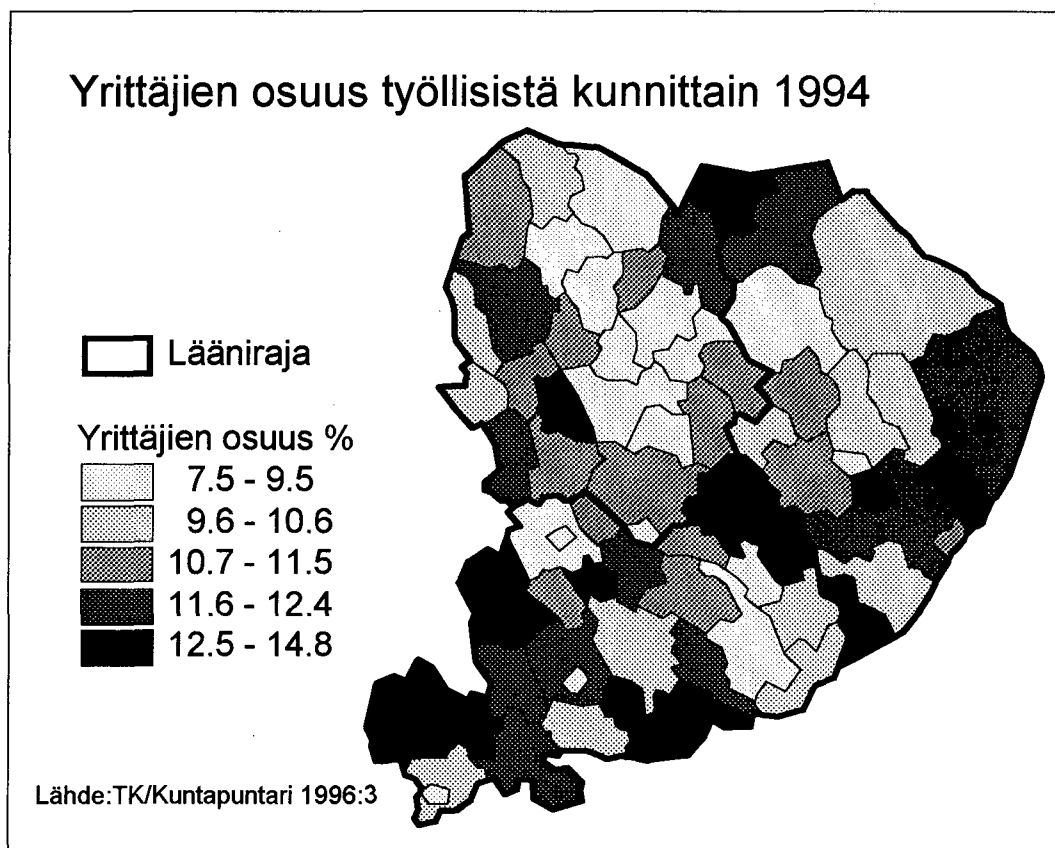 Yrittäjien osuus työllisistä kunnittain 1994
Lääniraja
Yrittäjien osuus %
7.5 - 9.5
9.6 - 10.6
10.7 - 11.5
11.6 - 12.4
12.5 - 14.8
Lähde:TK/Kuntapuntari 1996:3